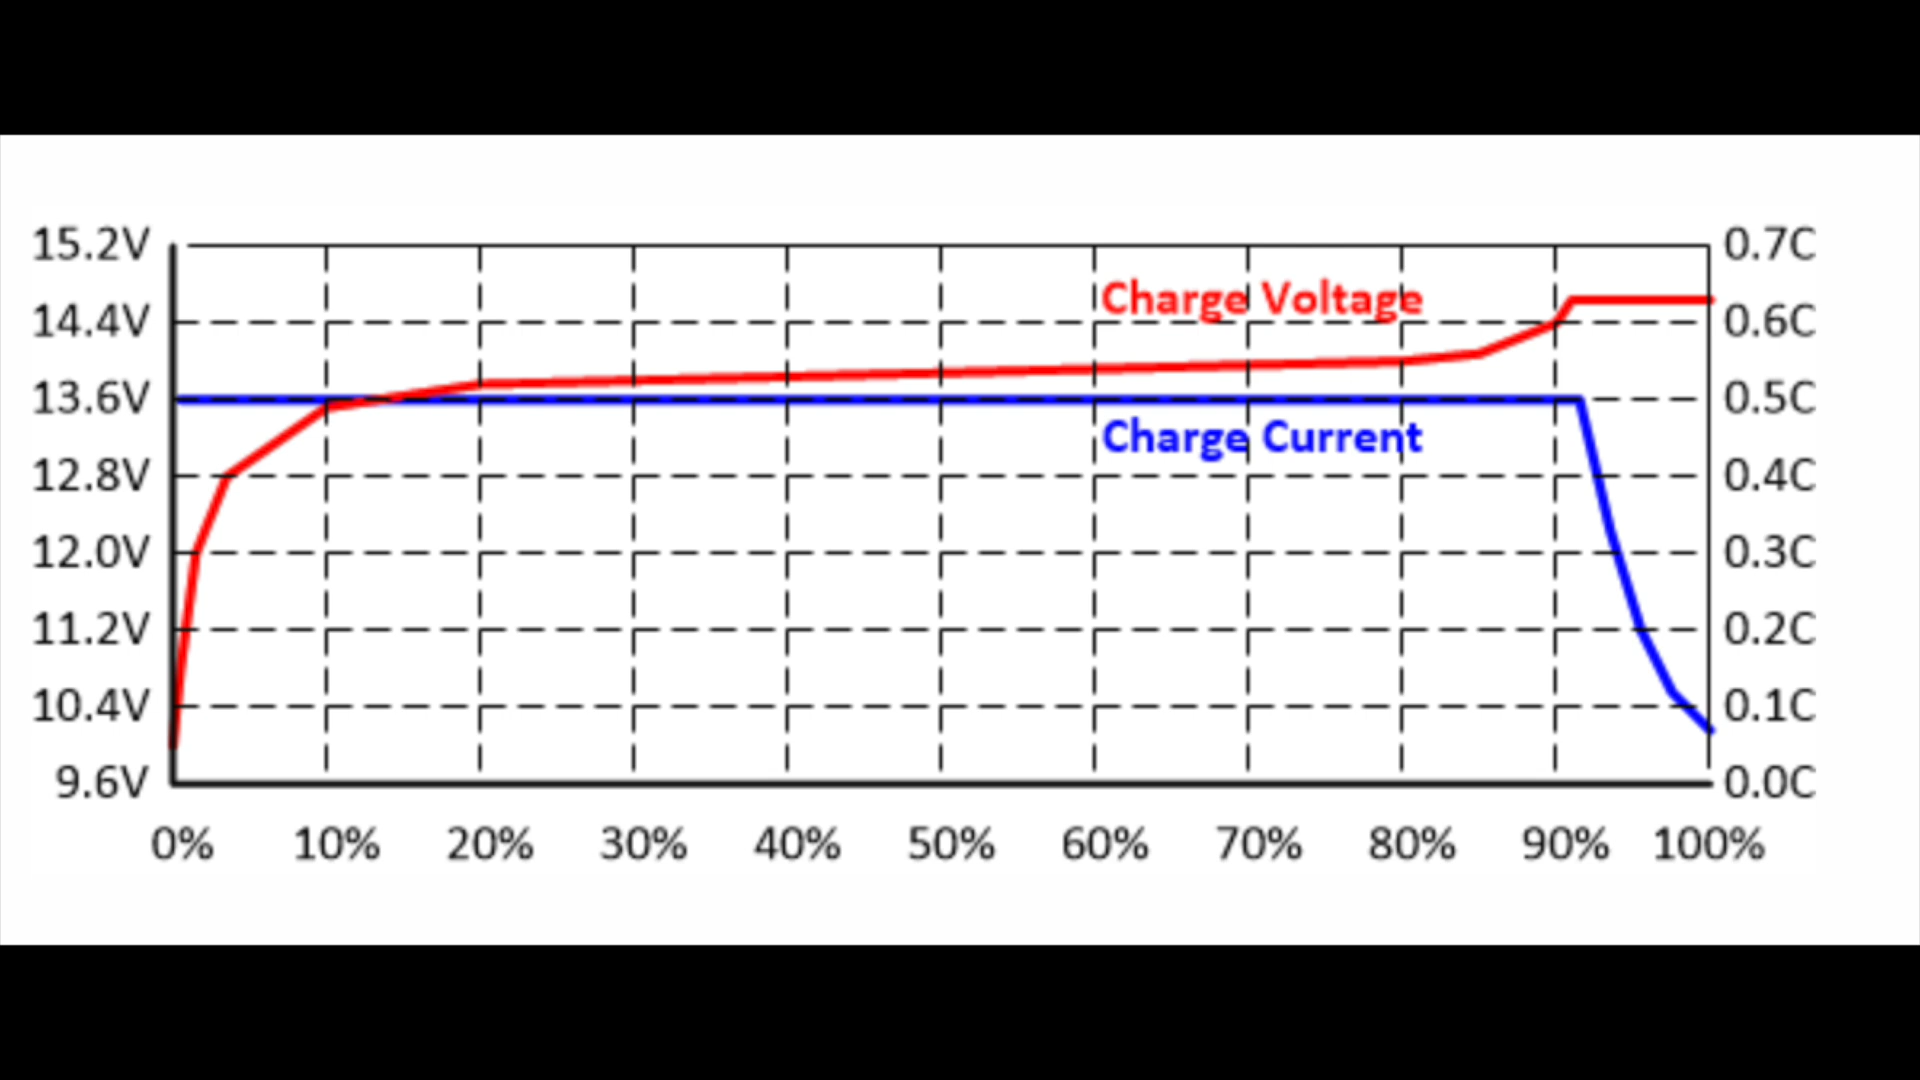 15.2V
0.7C
Charge Voltage
14.4V
0.6C
13.6V
0.5C
Charge Current
12.8V
0.4C
12.0V
0.3C
11.2V
0.2C
10.4V
0.1C
9.6V
0.0C
0% 10% 20% 30% 40% 50% 60% 70% 80% 90% 100%